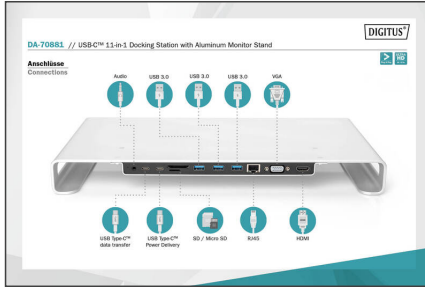 DIGITUS®
DA-70881 // USB-C™ 11-in-1 Docking Station with Aluminum Monitor Stand
Anschlüsse
Connections
HD
Audio
USB 3.0
USB 3.0
USB 3.0
VGA
USB Type-C™
data transfer
USB Type-C™
Power Delivery
SD / Micro SD
RJ45
HDMI